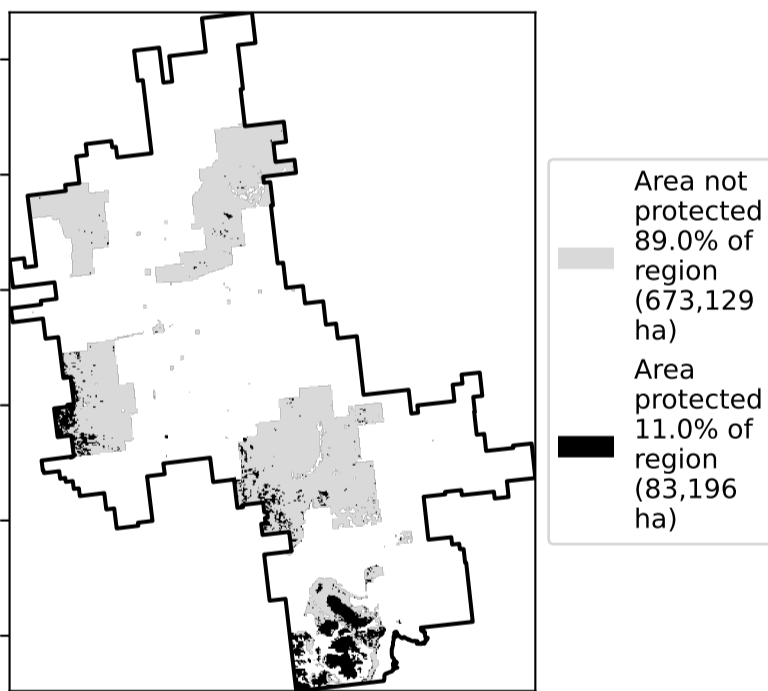 Area not
protected
89.0% of
region
(673,129
ha)
Area
protected
11.0% of
region
(83,196
ha)